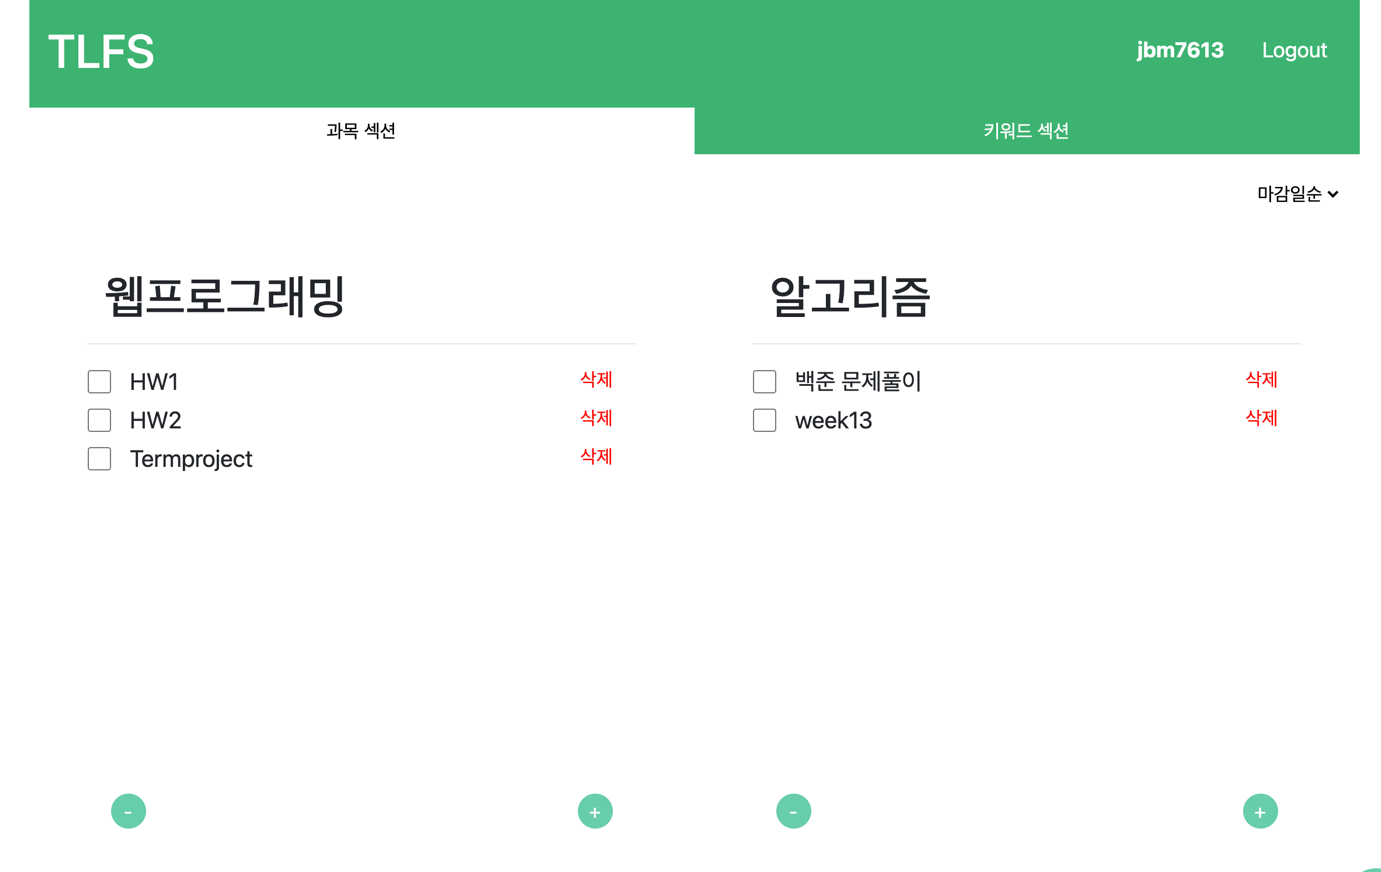 TLFS
jbm7613 Logout
과목 섹션 키워드 섹션
마감일순
웹프로그래밍
HW1 삭제
HW2 삭제
Termproject 삭제
- +
알고리즘
백준 문제풀이 삭제
week13 삭제
- +